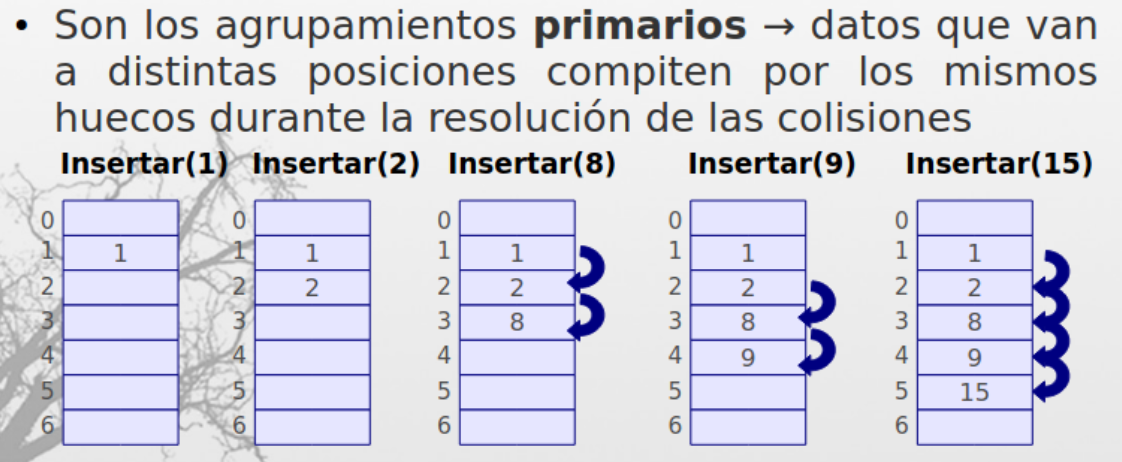 • Son los agrupamientos primarios → datos que van
a distintas posiciones compiten por los mismos
huecos durante la resolución de las colisiones
Insertar(1) Insertar(2) Insertar(8) Insertar(9) Insertar(15)
0 0 0 0 0
1 1 1 1 1 1 1 1 1 1
2 2 2 2 2 2 2 2 2
3 3 3 8 3 8 3 8
4 4 4 4 9 4 9
5 5 5 5 5 15
6 6 6 6 6